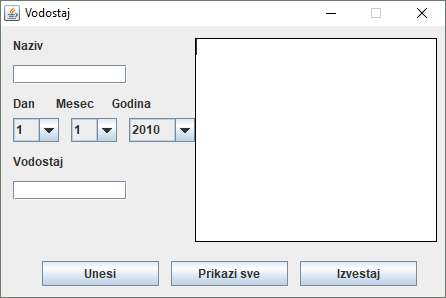 Vodostaj
Naziv
Dan Mesec Godina
1 1 2010
Vodostaj
Unesi Prikazi sve Izvestaj